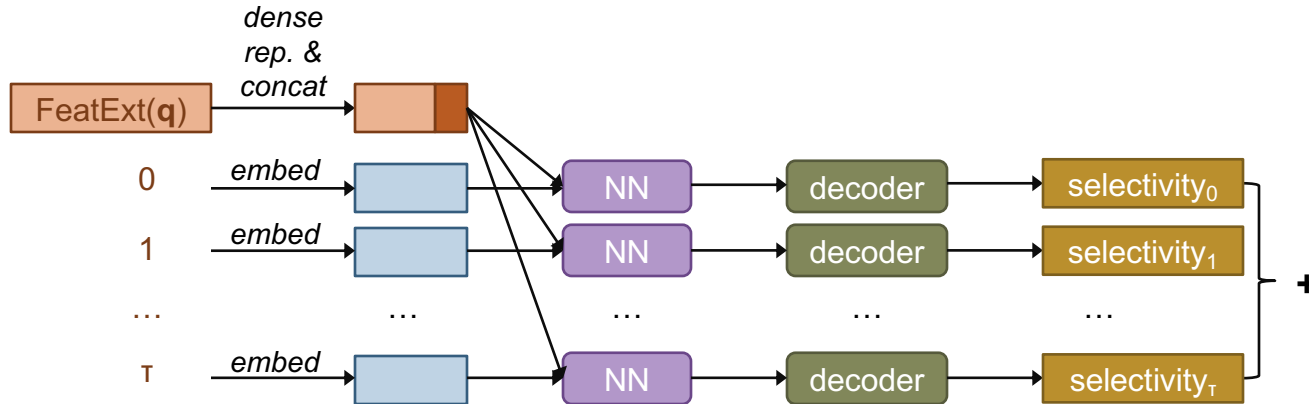 dense
rep. &
concat
FeatExt(q)
0 embed NN decoder selectivity₀
1 embed NN decoder selectivity₁
... ... ... ... ...
τ embed NN decoder selectivityτ
+